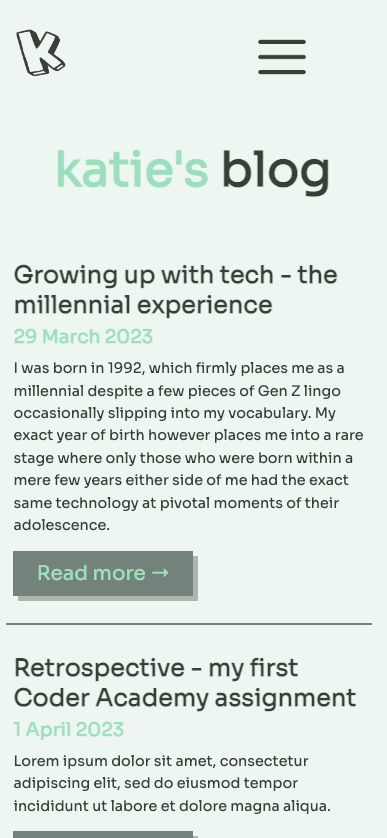 K
katie's blog
Growing up with tech - the
millennial experience
29 March 2023
I was born in 1992, which firmly places me as a
millennial despite a few pieces of Gen Z lingo
occasionally slipping into my vocabulary. My
exact year of birth however places me into a rare
stage where only those who were born within a
mere few years either side of me had the exact
same technology at pivotal moments of their
adolescence.
Read more →
Retrospective - my first
Coder Academy assignment
1 April 2023
Lorem ipsum dolor sit amet, consectetur
adipiscing elit, sed do eiusmod tempor
incididunt ut labore et dolore magna aliqua.